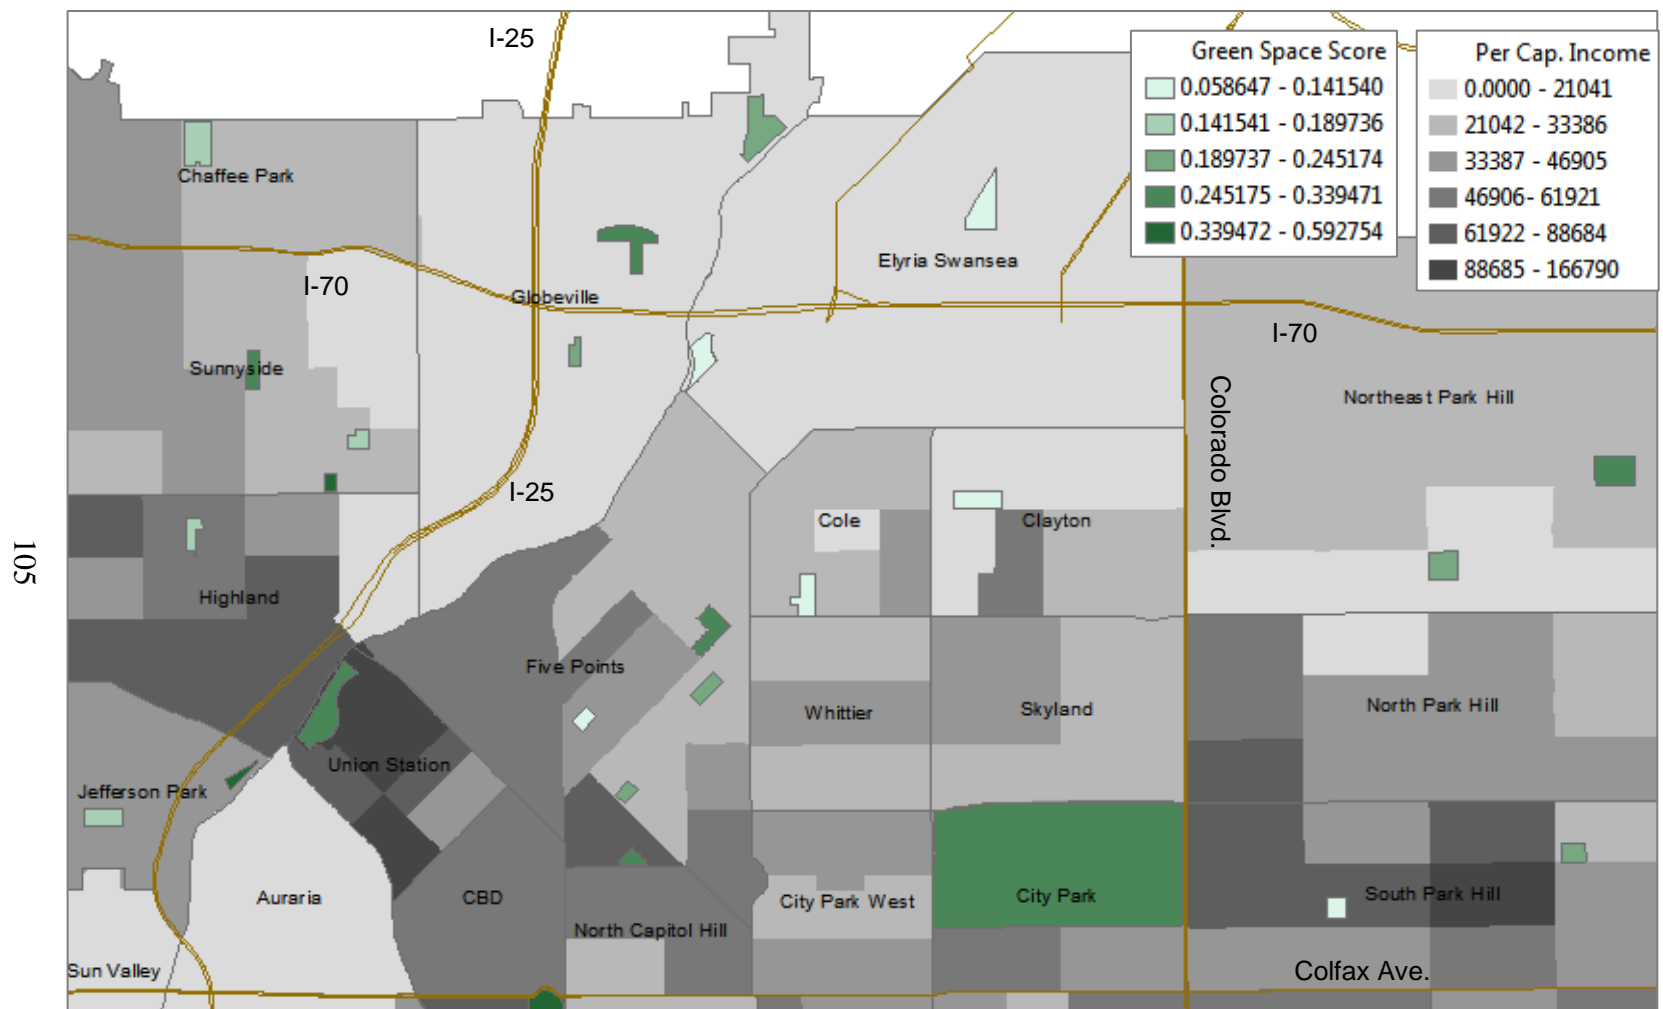 I-25
Green Space Score
0.058647 - 0.141540
0.141541 - 0.189736
0.189737 - 0.245174
0.245175 - 0.339471
0.339472 - 0.592754
Per Cap. Income
0.0000 - 21041
21042 - 33386
33387 - 46905
46906- 61921
61922 - 88684
88685 - 166790
Chaffee Park
Elyria Swansea
I-70
Globeville
I-70
Sunnyside
Colorado Blvd.
Northeast Park Hill
I-25
Cole
Clayton
105
Highland
Five Points
Whittier
Skyland
North Park Hill
Union Station
Jefferson Park
Auraria
CBD
City Park West
City Park
South Park Hill
North Capitol Hill
Sun Valley
Colfax Ave.